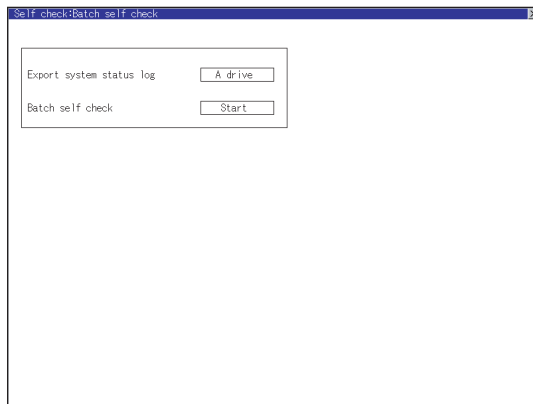 Self check:Batch self check
Export system status log A drive
Batch self check Start